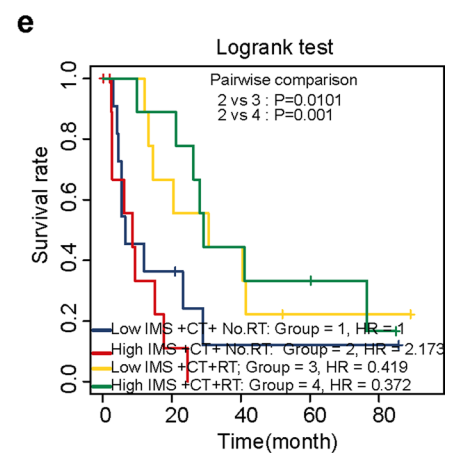 e
Logrank test
Pairwise comparison
2 vs 3 : P=0.0101
2 vs 4 : P=0.001
Survival rate
1.0
0.8
0.6
0.4
0.2
0.0
Low IMS +CT+ No.RT: Group = 1, HR = 1
High IMS +CT+ No.RT: Group = 2, HR = 2.173
Low IMS +CT+RT; Group = 3, HR = 0.419
High IMS +CT+RT: Group = 4, HR = 0.372
0 20 40 60 80
Time(month)